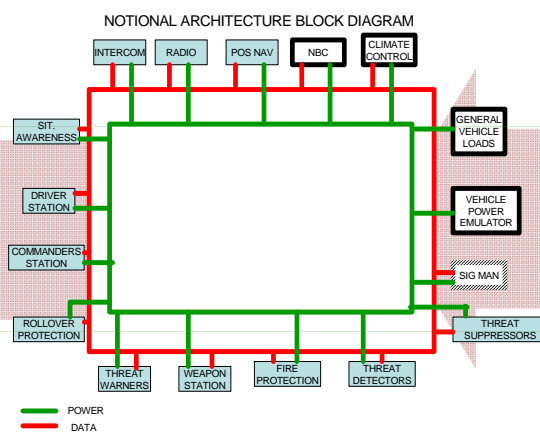 NOTIONAL ARCHITECTURE BLOCK DIAGRAM
INTERCOM
RADIO
POS NAV
NBC
CLIMATE
CONTROL
SIT.
AWARENESS
GENERAL
VEHICLE
LOADS
DRIVER
STATION
VEHICLE
POWER
EMULATOR
COMMANDERS
STATION
SIG MAN
ROLLOVER
PROTECTION
THREAT
SUPPRESSORS
THREAT
WARNERS
WEAPON
STATION
FIRE
PROTECTION
THREAT
DETECTORS
POWER
DATA